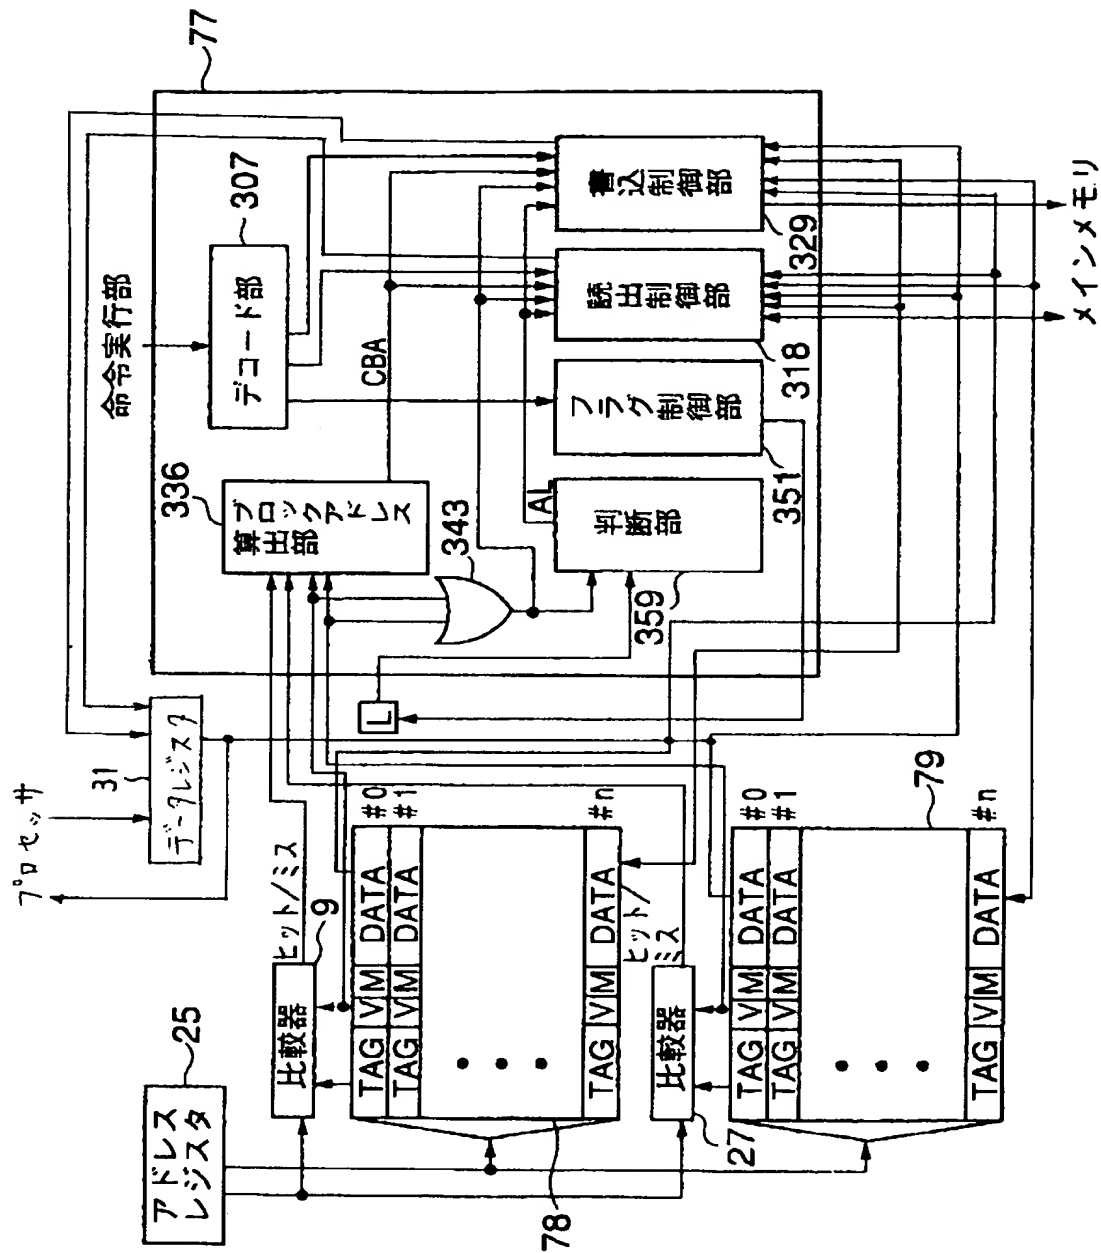 77
命令実行部
307
デコード部
336
ブロックアドレス
算出部
CBA
343
書込制御部
329
読出制御部
318
フラグ制御部
351
AL
判断部
359
メインメモリ
メインメモリ
L
プロセッサ
31
データレジスタ
25
アドレス
レジスタ
ヒット/ミス
9
比較器
TAG V M DATA #0
TAG V M DATA #1
TAG V M DATA #n
78
ヒット/
ミス
比較器
27
79
TAG V M DATA #0
TAG V M DATA #1
TAG V M DATA #n